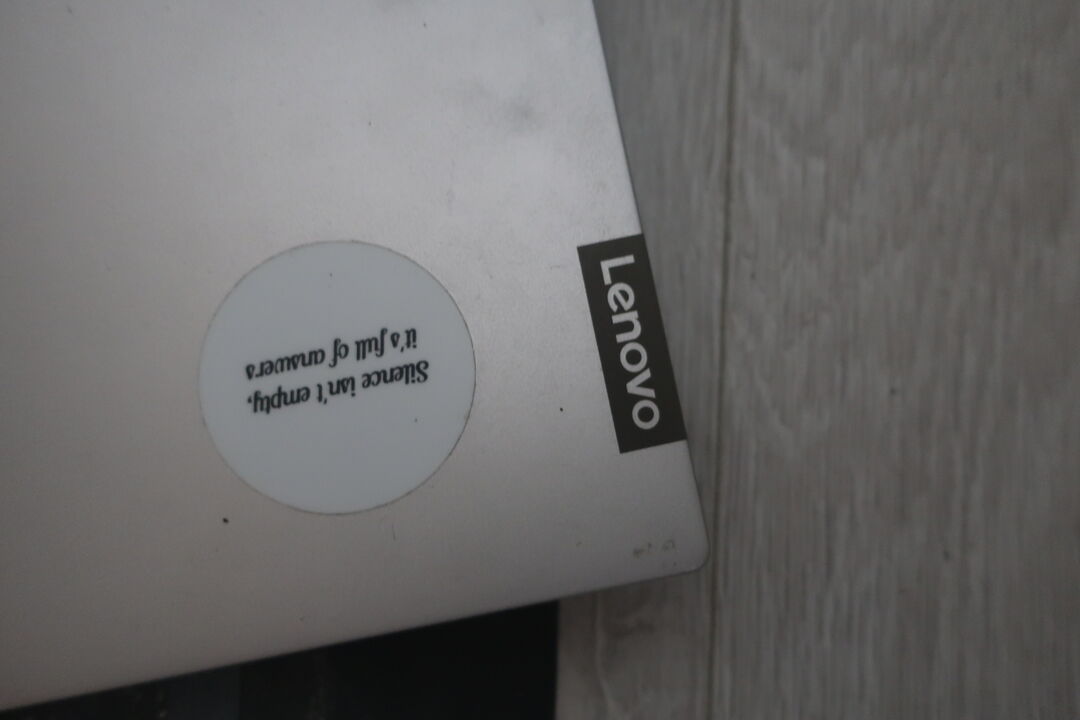 Silence isn't empty,
it's full of answers
Lenovo